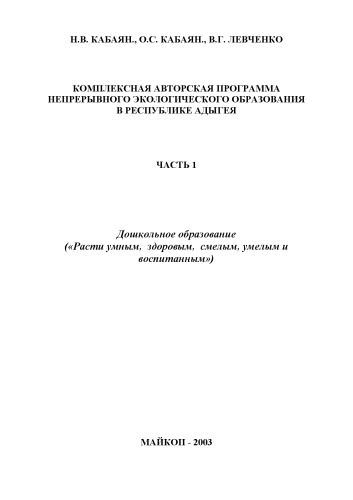 Н.В. КАБАЯН., О.С. КАБАЯН., В.Г. ЛЕВЧЕНКО
КОМПЛЕКСНАЯ АВТОРСКАЯ ПРОГРАММА
НЕПРЕРЫВНОГО ЭКОЛОГИЧЕСКОГО ОБРАЗОВАНИЯ
В РЕСПУБЛИКЕ АДЫГЕЯ
ЧАСТЬ 1
Дошкольное образование
(«Расти умным, здоровым, смелым, умелым и
воспитанным»)
МАЙКОП - 2003